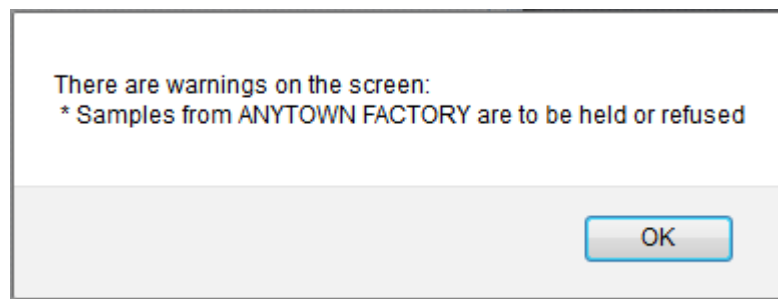 There are warnings on the screen:
* Samples from ANYTOWN FACTORY are to be held or refused
OK